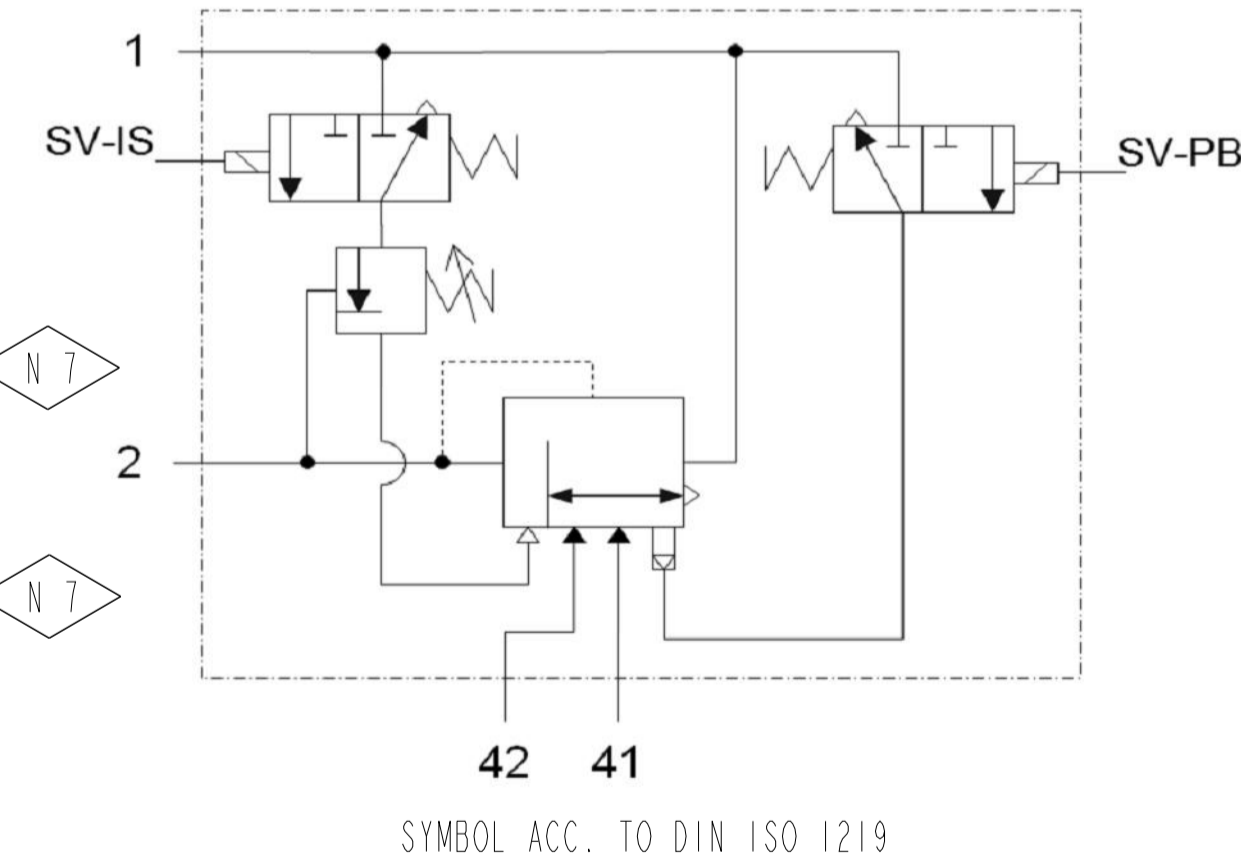 1
SV-IS
SV-PB
N 7
2
N 7
42 41
SYMBOL ACC. TO DIN ISO 1219